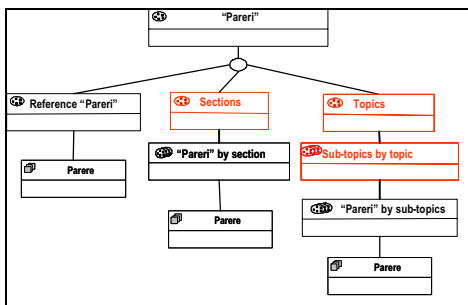 “Pareri”
Reference “Pareri”
Sections
Topics
Parere
“Pareri” by section
Sub-topics by topic
Parere
“Pareri” by sub-topics
Parere